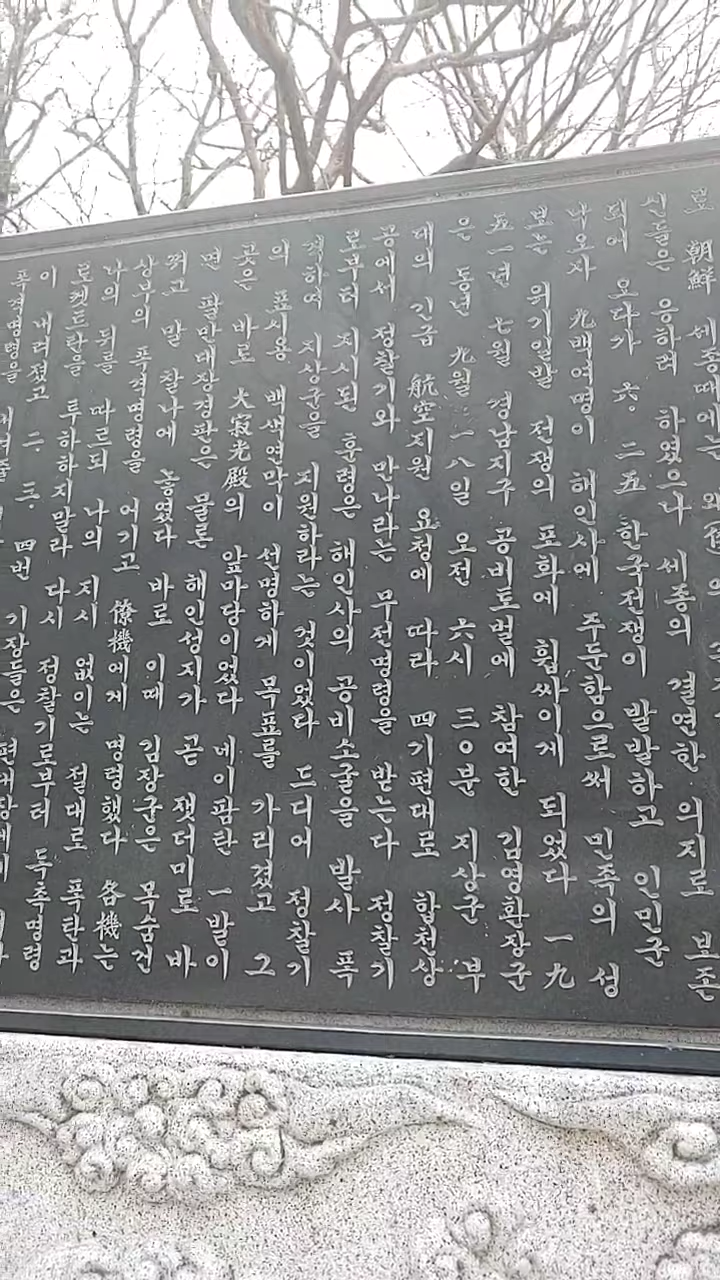 로 朝鮮 세종때에는 왜(倭)의
신들은 응하려 하였으나 세종의 결연한 의지로 보존
되어 오다가 六. 二五 한국전쟁이 발발하고 인민군
낙오자 九백여명이 해인사에 주둔함으로써 민족의 성
보는 위기일발 전쟁의 포화에 휩싸이게 되었다 一九
五一년 七월 경남지구 공비토벌에 참여한 김영환장군
은 동년 九월 一八일 오전 六시 三○분 지상군 부
대의 긴급 航空지원 요청에 따라 四기편대로 합천상
공에서 정찰기와 만나라는 무전명령을 받는다 정찰기
로부터 지시된 훈령은 해인사의 공비소굴을 발사 폭
격하여 지상군을 지원하라는 것이었다 드디어 정찰기
의 표시용 백색연막이 선명하게 목표를 가리켰고 그
곳은 바로 大寂光殿의 앞마당이었다 네이팜탄 一발이
면 팔만대장경판은 물론 해인성지가 곧 잿더미로 바
뀌고 말 찰나에 놓였다 바로 이때 김장군은 목숨건
상부의 폭격명령을 어기고 僚機에게 명령했다 各機는
나의 뒤를 따르되 나의 지시 없이는 절대로 폭탄과
로켓트탄을 투하하지말라 다시 정찰기로부터 독촉명령
이 내려졌고 二. 三. 四번 기장들은 편대장에게
폭격명령을